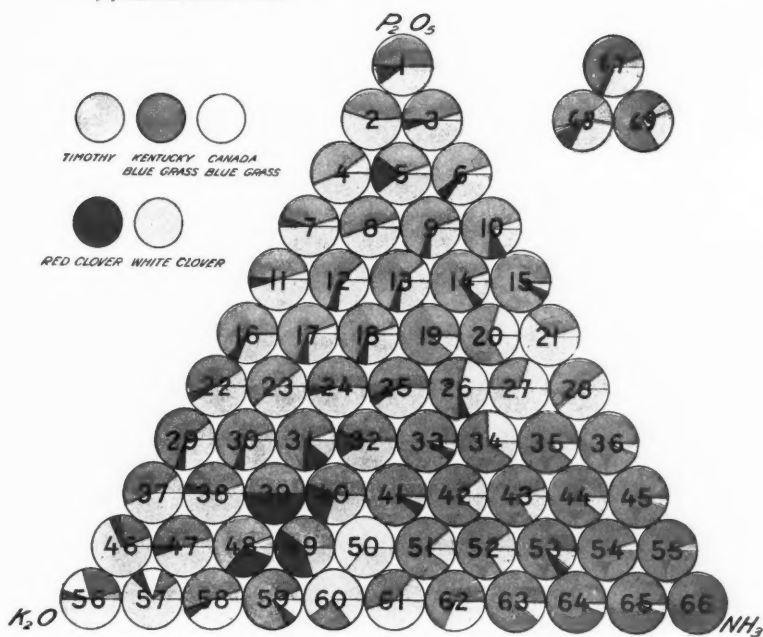 P₂O₅
1
67
2 3
68 69
TIMOTHY KENTUCKY BLUE GRASS CANADA BLUE GRASS
4 5 6
7 8 9 10
RED CLOVER WHITE CLOVER
11 12 13 14 15
16 17 18 19 20 21
22 23 24 25 26 27 28
29 30 31 32 33 34 35 36
37 38 39 40 41 42 43 44 45
46 47 48 9 50 51 52 53 54 55
K₂O 56 57 58 59 60 61 62 63 64 65 66 NH₃